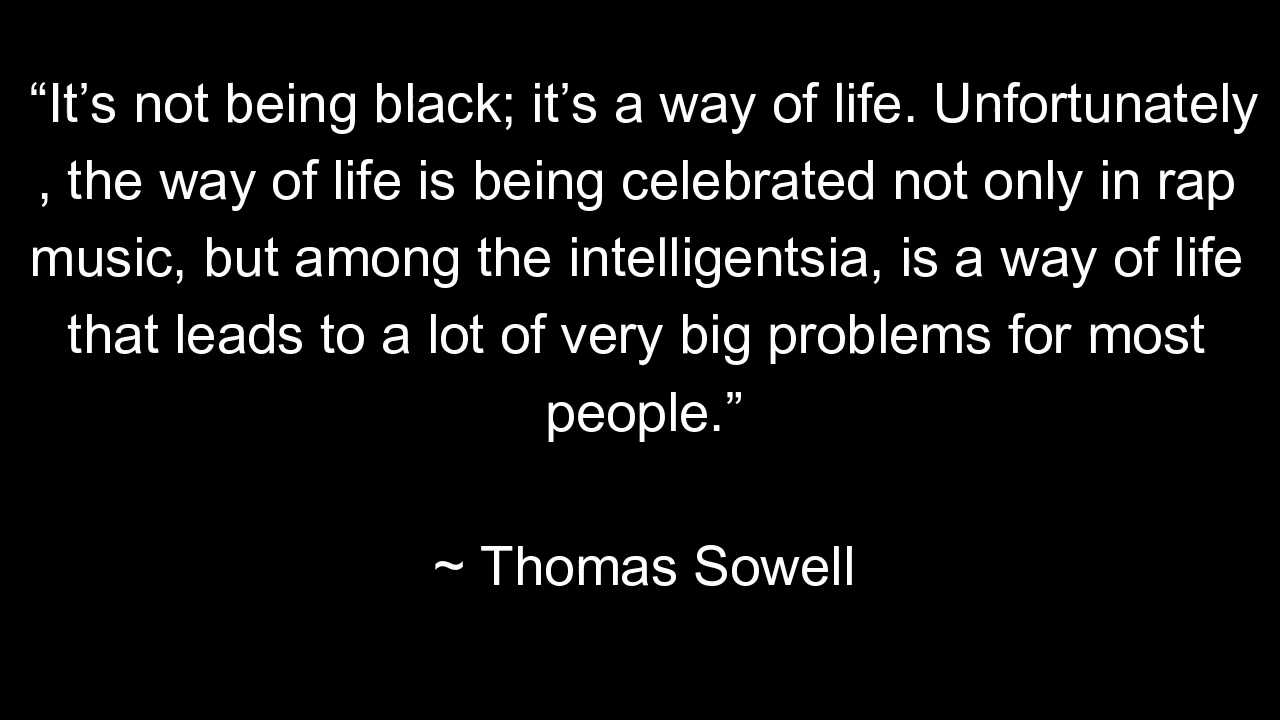 “It’s not being black; it’s a way of life. Unfortunately
, the way of life is being celebrated not only in rap
music, but among the intelligentsia, is a way of life
that leads to a lot of very big problems for most
people.”
~ Thomas Sowell